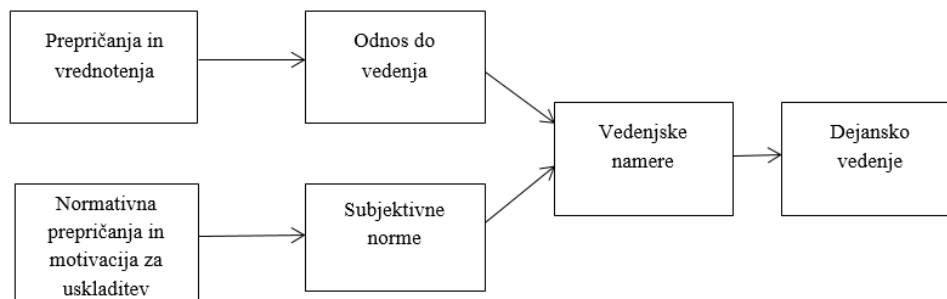 Prepričanja in
vrednotenja
Odnos do
vedenja
Vedenjske
namere
Dejansko
vedenje
Normativna
prepričanja in
motivacija za
uskladitev
Subjektivne
norme